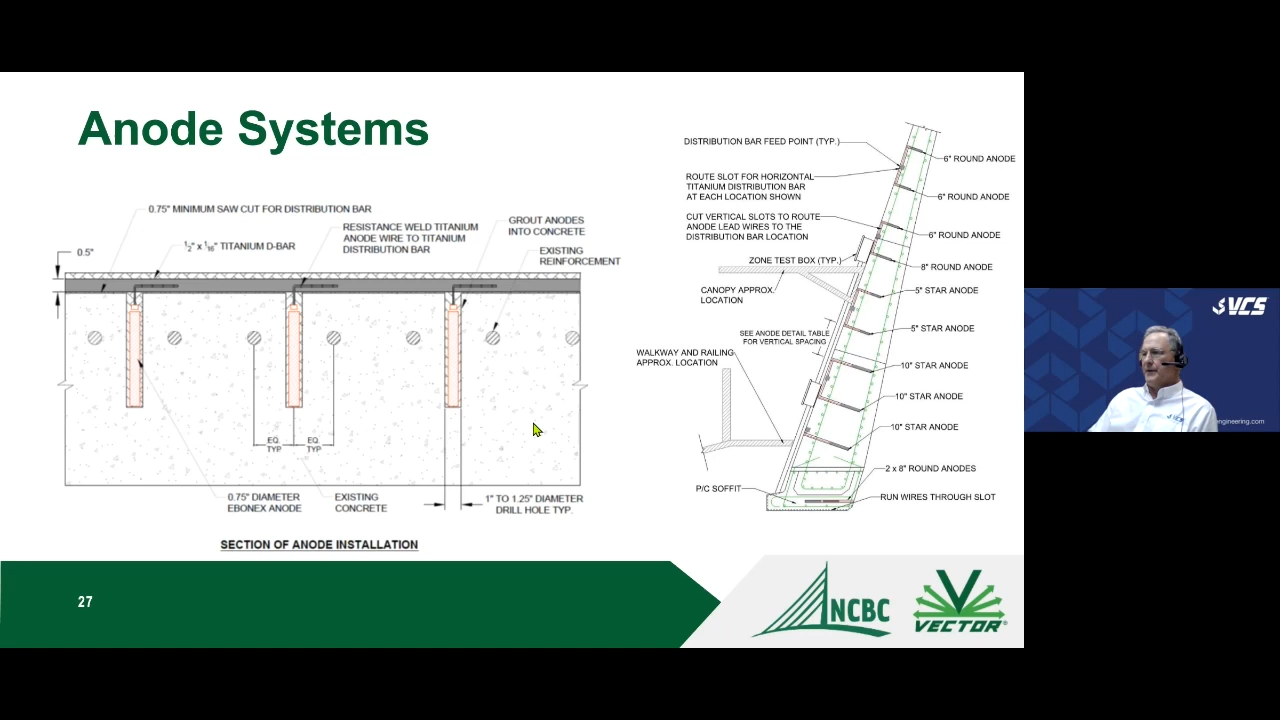 Anode Systems
0.75" MINIMUM SAW CUT FOR DISTRIBUTION BAR
RESISTANCE WELD TITANIUM
ANODE WIRE TO TITANIUM
DISTRIBUTION BAR
GROUT ANODES
INTO CONCRETE
1/2" x 1/16" TITANIUM D-BAR
0.5"
EXISTING
REINFORCEMENT
EQ.
TYP
EQ.
TYP
0.75" DIAMETER
EBONEX ANODE
EXISTING
CONCRETE
1" TO 1.25" DIAMETER
DRILL HOLE TYP.
SECTION OF ANODE INSTALLATION
DISTRIBUTION BAR FEED POINT (TYP.)
ROUTE SLOT FOR HORIZONTAL
TITANIUM DISTRIBUTION BAR
AT EACH LOCATION SHOWN
CUT VERTICAL SLOTS TO ROUTE
ANODE LEAD WIRES TO THE
DISTRIBUTION BAR LOCATION
ZONE TEST BOX (TYP.)
CANOPY APPROX.
LOCATION
SEE ANODE DETAIL TABLE
FOR VERTICAL SPACING
WALKWAY AND RAILING
APPROX. LOCATION
P/C SOFFIT
6" ROUND ANODE
6" ROUND ANODE
6" ROUND ANODE
8" ROUND ANODE
5" STAR ANODE
5" STAR ANODE
10" STAR ANODE
10" STAR ANODE
10" STAR ANODE
2 x 8" ROUND ANODES
RUN WIRES THROUGH SLOT
27
NCBC
VECTOR®
VCS
engineering.com